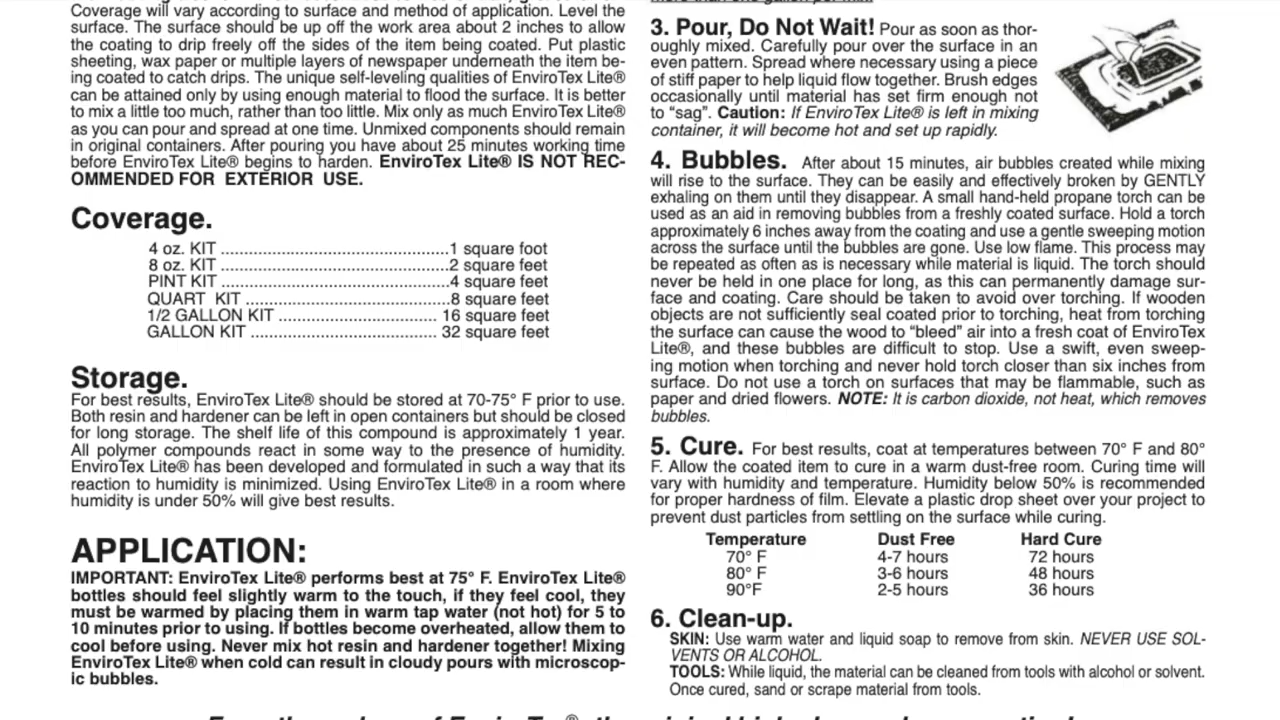 Coverage will vary according to surface and method of application. Level the
surface. The surface should be up off the work area about 2 inches to allow
the coating to drip freely off the sides of the item being coated. Put plastic
sheeting, wax paper or multiple layers of newspaper underneath the item be-
ing coated to catch drips. The unique self-leveling qualities of EnviroTex Lite®
can be attained only by using enough material to flood the surface. It is better
to mix a little too much, rather than too little. Mix only as much EnviroTex Lite®
as you can pour and spread at one time. Unmixed components should remain
in original containers. After pouring you have about 25 minutes working time
before EnviroTex Lite® begins to harden. EnviroTex Lite® IS NOT REC-
OMMENDED FOR EXTERIOR USE.
Coverage.
4 oz. KIT ................................................1 square foot
8 oz. KIT ................................................2 square feet
PINT KIT ................................................4 square feet
QUART KIT ...........................................8 square feet
1/2 GALLON KIT .................................. 16 square feet
GALLON KIT ........................................ 32 square feet
Storage.
For best results, EnviroTex Lite® should be stored at 70-75° F prior to use.
Both resin and hardener can be left in open containers but should be closed
for long storage. The shelf life of this compound is approximately 1 year.
All polymer compounds react in some way to the presence of humidity.
EnviroTex Lite® has been developed and formulated in such a way that its
reaction to humidity is minimized. Using EnviroTex Lite® in a room where
humidity is under 50% will give best results.
APPLICATION:
IMPORTANT: EnviroTex Lite® performs best at 75° F. EnviroTex Lite®
bottles should feel slightly warm to the touch, if they feel cool, they
must be warmed by placing them in warm tap water (not hot) for 5 to
10 minutes prior to using. If bottles become overheated, allow them to
cool before using. Never mix hot resin and hardener together! Mixing
EnviroTex Lite® when cold can result in cloudy pours with microscop-
ic bubbles.
3. Pour, Do Not Wait! Pour as soon as thor-
oughly mixed. Carefully pour over the surface in an
even pattern. Spread where necessary using a piece
of stiff paper to help liquid flow together. Brush edges
occasionally until material has set firm enough not
to “sag”. Caution: If EnviroTex Lite® is left in mixing
container, it will become hot and set up rapidly.
4. Bubbles. After about 15 minutes, air bubbles created while mixing
will rise to the surface. They can be easily and effectively broken by GENTLY
exhaling on them until they disappear. A small hand-held propane torch can be
used as an aid in removing bubbles from a freshly coated surface. Hold a torch
approximately 6 inches away from the coating and use a gentle sweeping motion
across the surface until the bubbles are gone. Use low flame. This process may
be repeated as often as is necessary while material is liquid. The torch should
never be held in one place for long, as this can permanently damage sur-
face and coating. Care should be taken to avoid over torching. If wooden
objects are not sufficiently seal coated prior to torching, heat from torching
the surface can cause the wood to “bleed” air into a fresh coat of EnviroTex
Lite®, and these bubbles are difficult to stop. Use a swift, even sweep-
ing motion when torching and never hold torch closer than six inches from
surface. Do not use a torch on surfaces that may be flammable, such as
paper and dried flowers. NOTE: It is carbon dioxide, not heat, which removes
bubbles.
5. Cure. For best results, coat at temperatures between 70° F and 80°
F. Allow the coated item to cure in a warm dust-free room. Curing time will
vary with humidity and temperature. Humidity below 50% is recommended
for proper hardness of film. Elevate a plastic drop sheet over your project to
prevent dust particles from settling on the surface while curing.
Temperature Dust Free Hard Cure
70° F 4-7 hours 72 hours
80° F 3-6 hours 48 hours
90°F 2-5 hours 36 hours
6. Clean-up.
SKIN: Use warm water and liquid soap to remove from skin. NEVER USE SOL-
VENTS OR ALCOHOL.
TOOLS: While liquid, the material can be cleaned from tools with alcohol or solvent.
Once cured, sand or scrape material from tools.